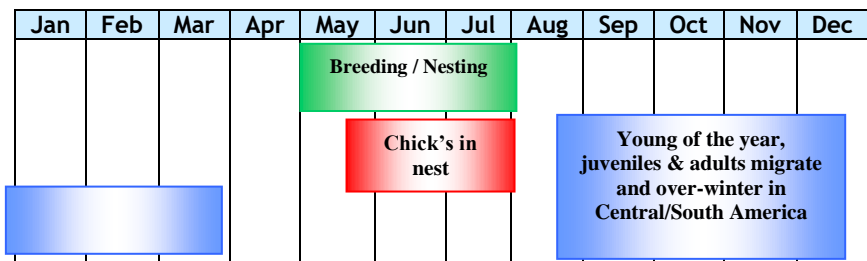 Jan Feb Mar Apr May Jun Jul Aug Sep Oct Nov Dec
Breeding / Nesting
Chick's in
nest
Young of the year,
juveniles & adults migrate
and over-winter in
Central/South America